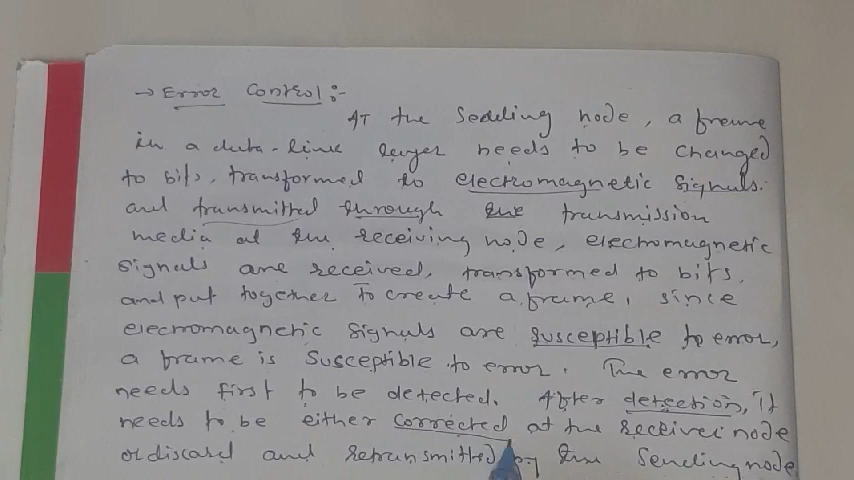 → Error Control :-
AT the Sedding node, a frame
in a data-link layer needs to be changed
to bits, transformed to electromagnetic signals.
and transmitted through the transmission
media at the receiving node, electromagnetic
signals are received, transformed to bits,
and put together To create a frame, since
elecromagnetic signals are susceptible to error,
a frame is susceptible to error. The error
needs first to be detected. After detection, it
needs to be either corrected at the receiver node
or discard and retransmitted by the Sending node